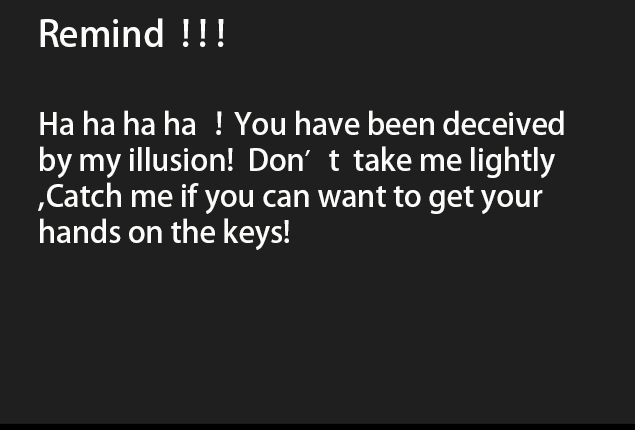 Remind !!!
Ha ha ha ha ! You have been deceived
by my illusion! Don’ t take me lightly
,Catch me if you can want to get your
hands on the keys!